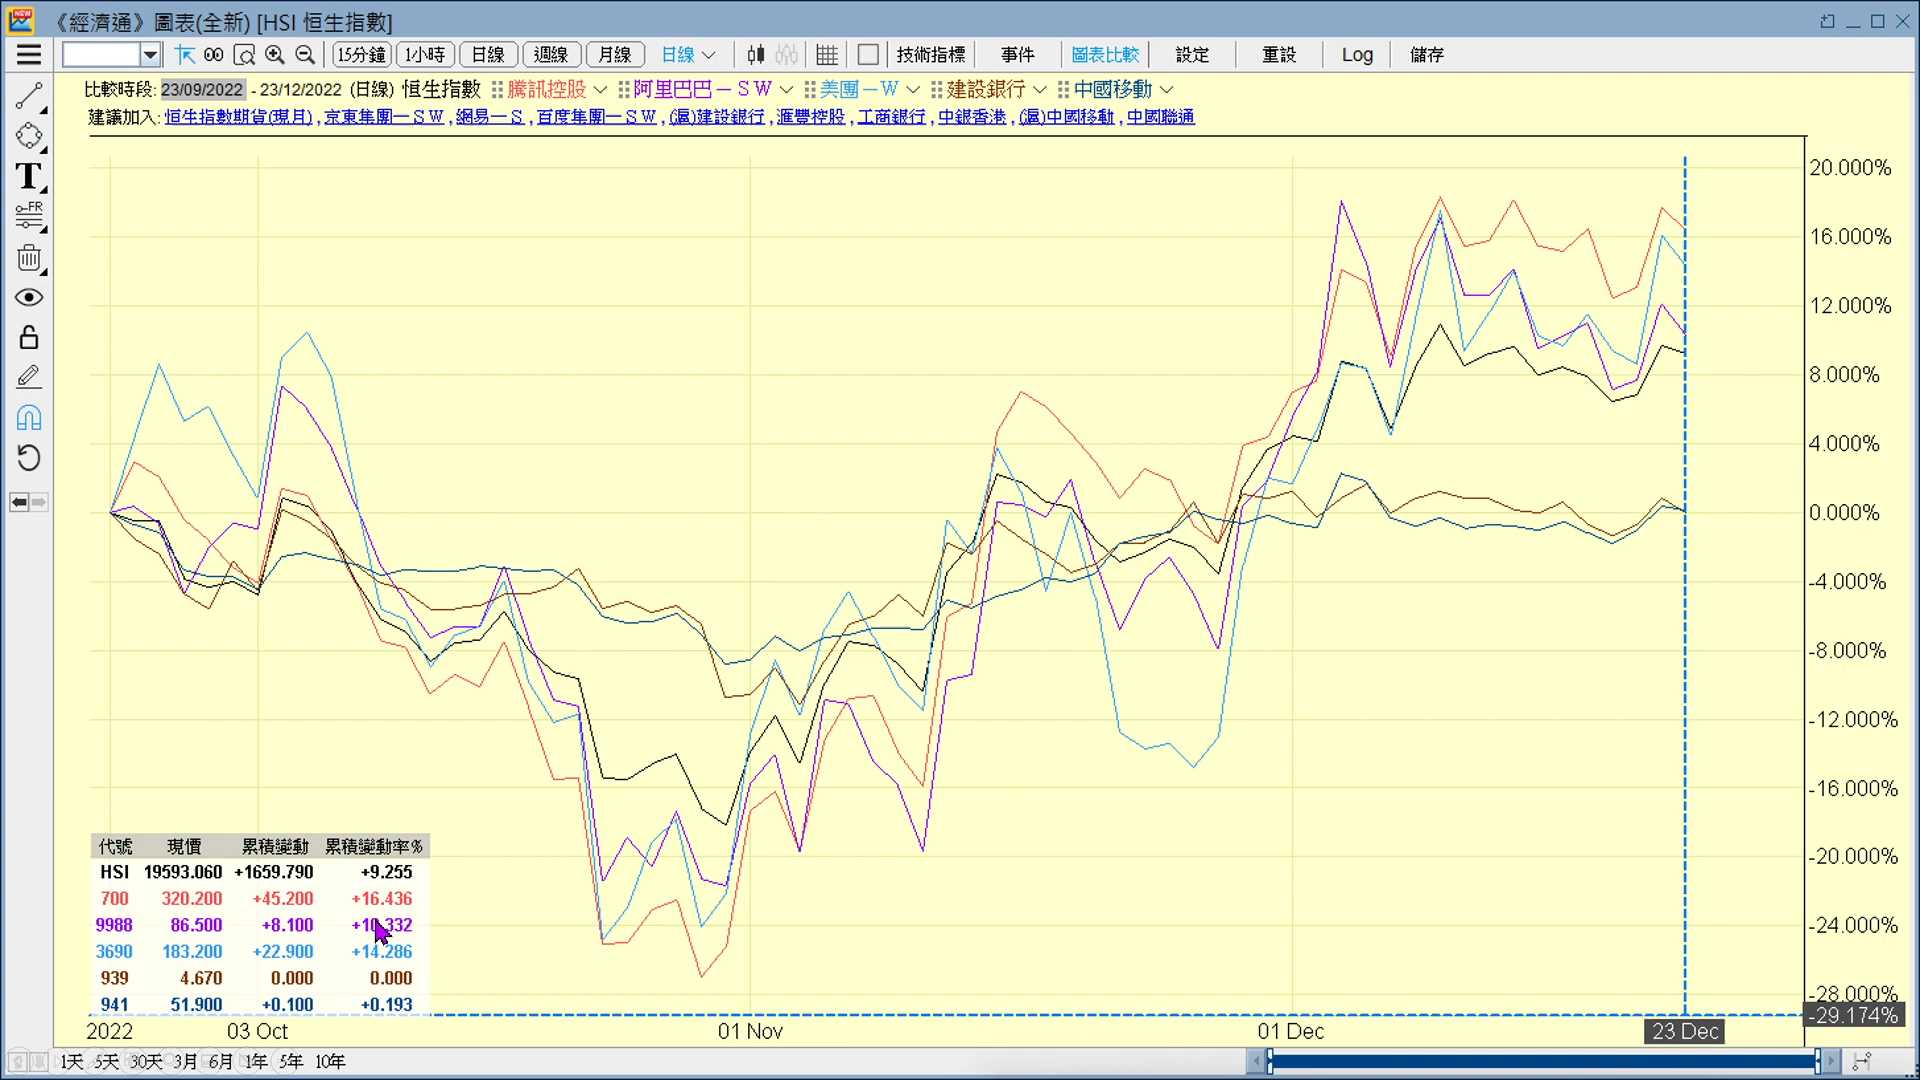 《經濟通》圖表(全新) [HSI 恒生指數]
15分鐘 1小時 日線 週線 月線 日線 技術指標 事件 圖表比較 設定 重設 Log 儲存
比較時段: 23/09/2022 - 23/12/2022 (日線) 恒生指數 騰訊控股 阿里巴巴－ＳＷ 美團－Ｗ 建設銀行 中國移動
建議加入: 恒生指數期貨(現月) , 京東集團－ＳＷ , 網易－Ｓ , 百度集團－ＳＷ , (滬)建設銀行 , 滙豐控股 , 工商銀行 , 中銀香港 , (滬)中國移動 , 中國聯通
T
FR
20.000%
16.000%
12.000%
8.000%
4.000%
0.000%
-4.000%
-8.000%
-12.000%
-16.000%
-20.000%
-24.000%
-28.000%
-29.174%
代號 現價 累積變動 累積變動率%
HSI 19593.060 +1659.790 +9.255
700 320.200 +45.200 +16.436
9988 86.500 +8.100 +10.332
3690 183.200 +22.900 +14.286
939 4.670 0.000 0.000
941 51.900 +0.100 +0.193
2022 03 Oct 01 Nov 01 Dec 23 Dec
1天 5天 30天 3月 6月 1年 5年 10年